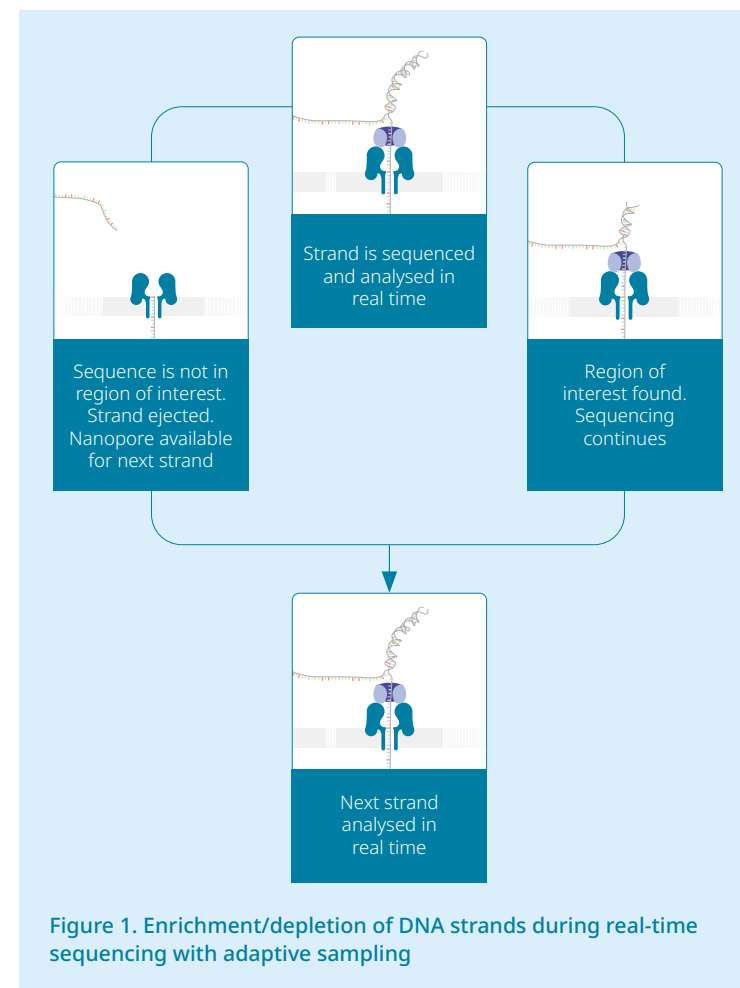 Strand is sequenced
and analysed in
real time
Sequence is not in
region of interest.
Strand ejected.
Nanopore available
for next strand
Region of
interest found.
Sequencing
continues
Next strand
analysed in
real time
Figure 1. Enrichment/depletion of DNA strands during real-time
sequencing with adaptive sampling